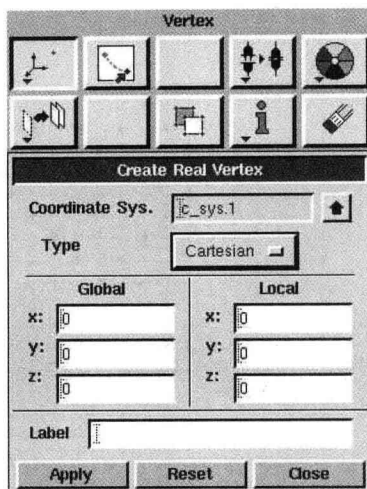 Vertex
Create Real Vertex
Coordinate Sys. c_sys.1
Type Cartesian
Global Local
x: 0 x: 0
y: 0 y: 0
z: 0 z: 0
Label
Apply Reset Close